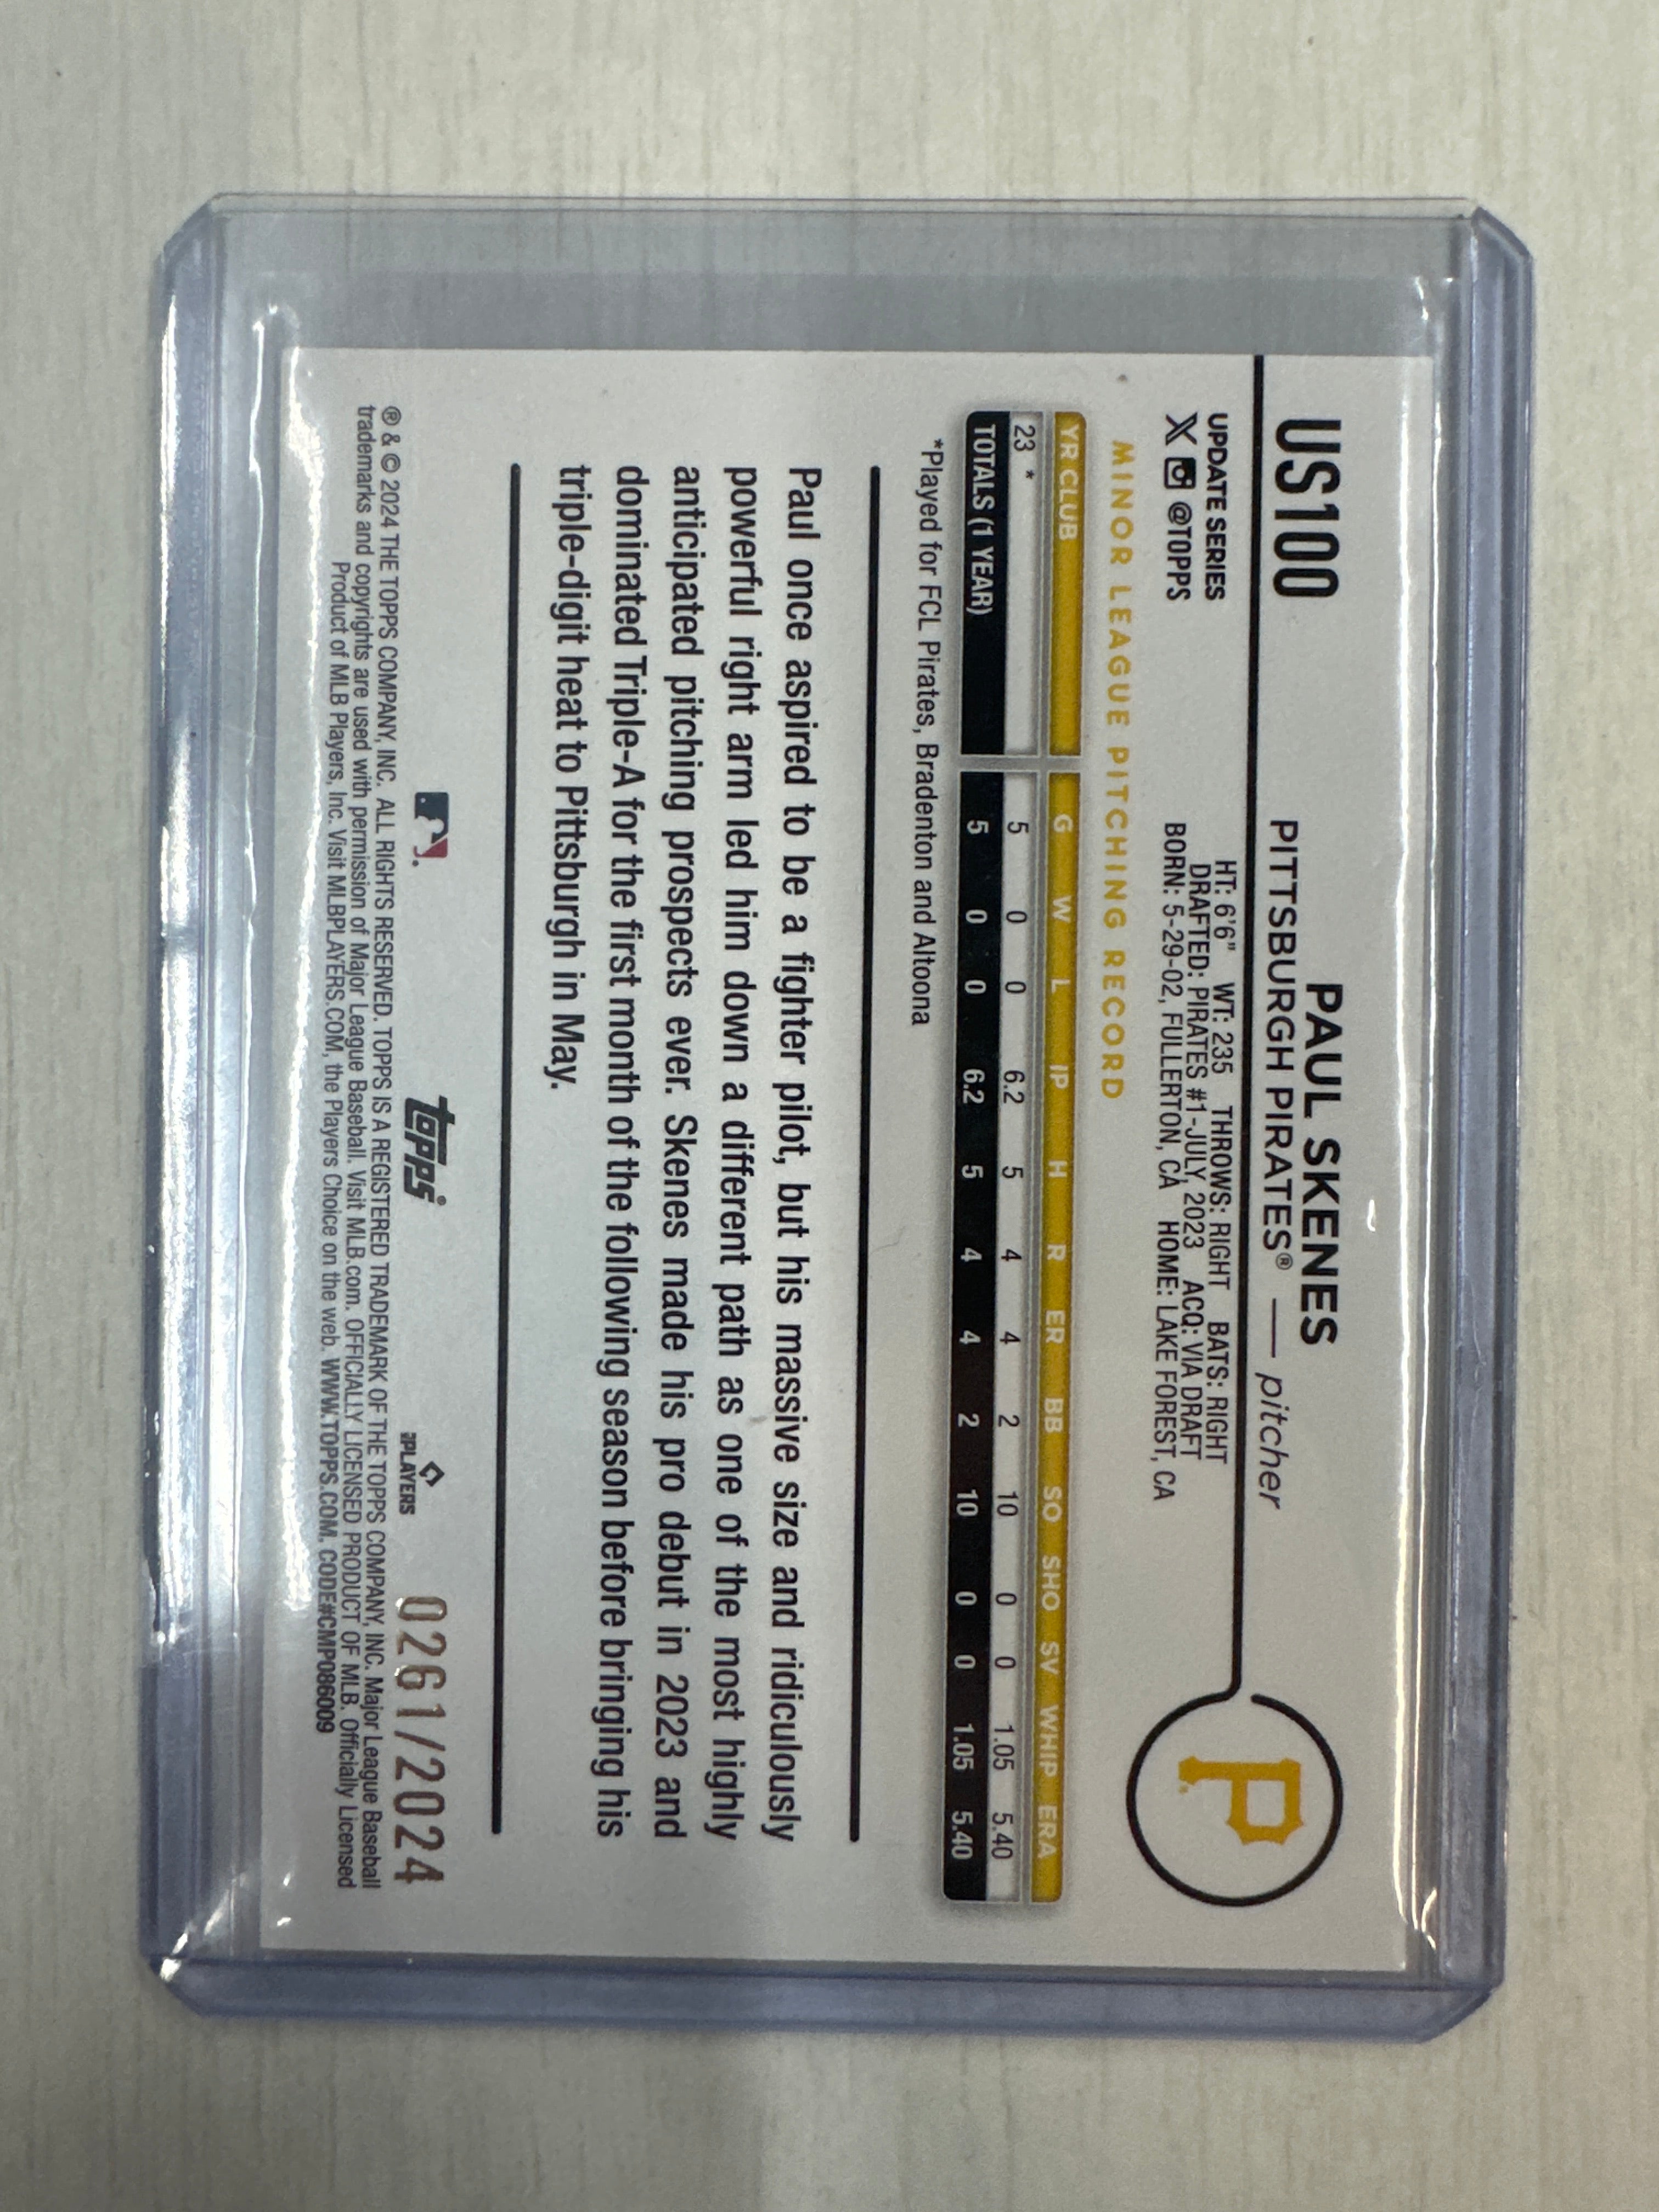 US100
PAUL SKENES
PITTSBURGH PIRATES® — pitcher
UPDATE SERIES
@TOPPS
HT: 6'6" WT: 235 THROWS: RIGHT BATS: RIGHT
DRAFTED: PIRATES #1-JULY, 2023 ACQ: VIA DRAFT
BORN: 5-29-02, FULLERTON, CA HOME: LAKE FOREST, CA
P
MINOR LEAGUE PITCHING RECORD
YR CLUB G W L IP H R ER BB SO SHO SV WHIP ERA
23 * 5 0 0 6.2 5 4 4 2 10 0 0 1.05 5.40
TOTALS (1 YEAR) 5 0 0 6.2 5 4 4 2 10 0 0 1.05 5.40
*Played for FCL Pirates, Bradenton and Altoona
Paul once aspired to be a fighter pilot, but his massive size and ridiculously
powerful right arm led him down a different path as one of the most highly
anticipated pitching prospects ever. Skenes made his pro debut in 2023 and
dominated Triple-A for the first month of the following season before bringing his
triple-digit heat to Pittsburgh in May.
topps®
PLAYERS
0261/2024
® & © 2024 THE TOPPS COMPANY, INC. ALL RIGHTS RESERVED. TOPPS IS A REGISTERED TRADEMARK OF THE TOPPS COMPANY, INC. Major League Baseball
trademarks and copyrights are used with permission of Major League Baseball. Visit MLB.com. OFFICIALLY LICENSED PRODUCT OF MLB. Officially Licensed
Product of MLB Players, Inc. Visit MLBPLAYERS.COM, the Players Choice on the web. WWW.TOPPS.COM. CODE#CMP086009